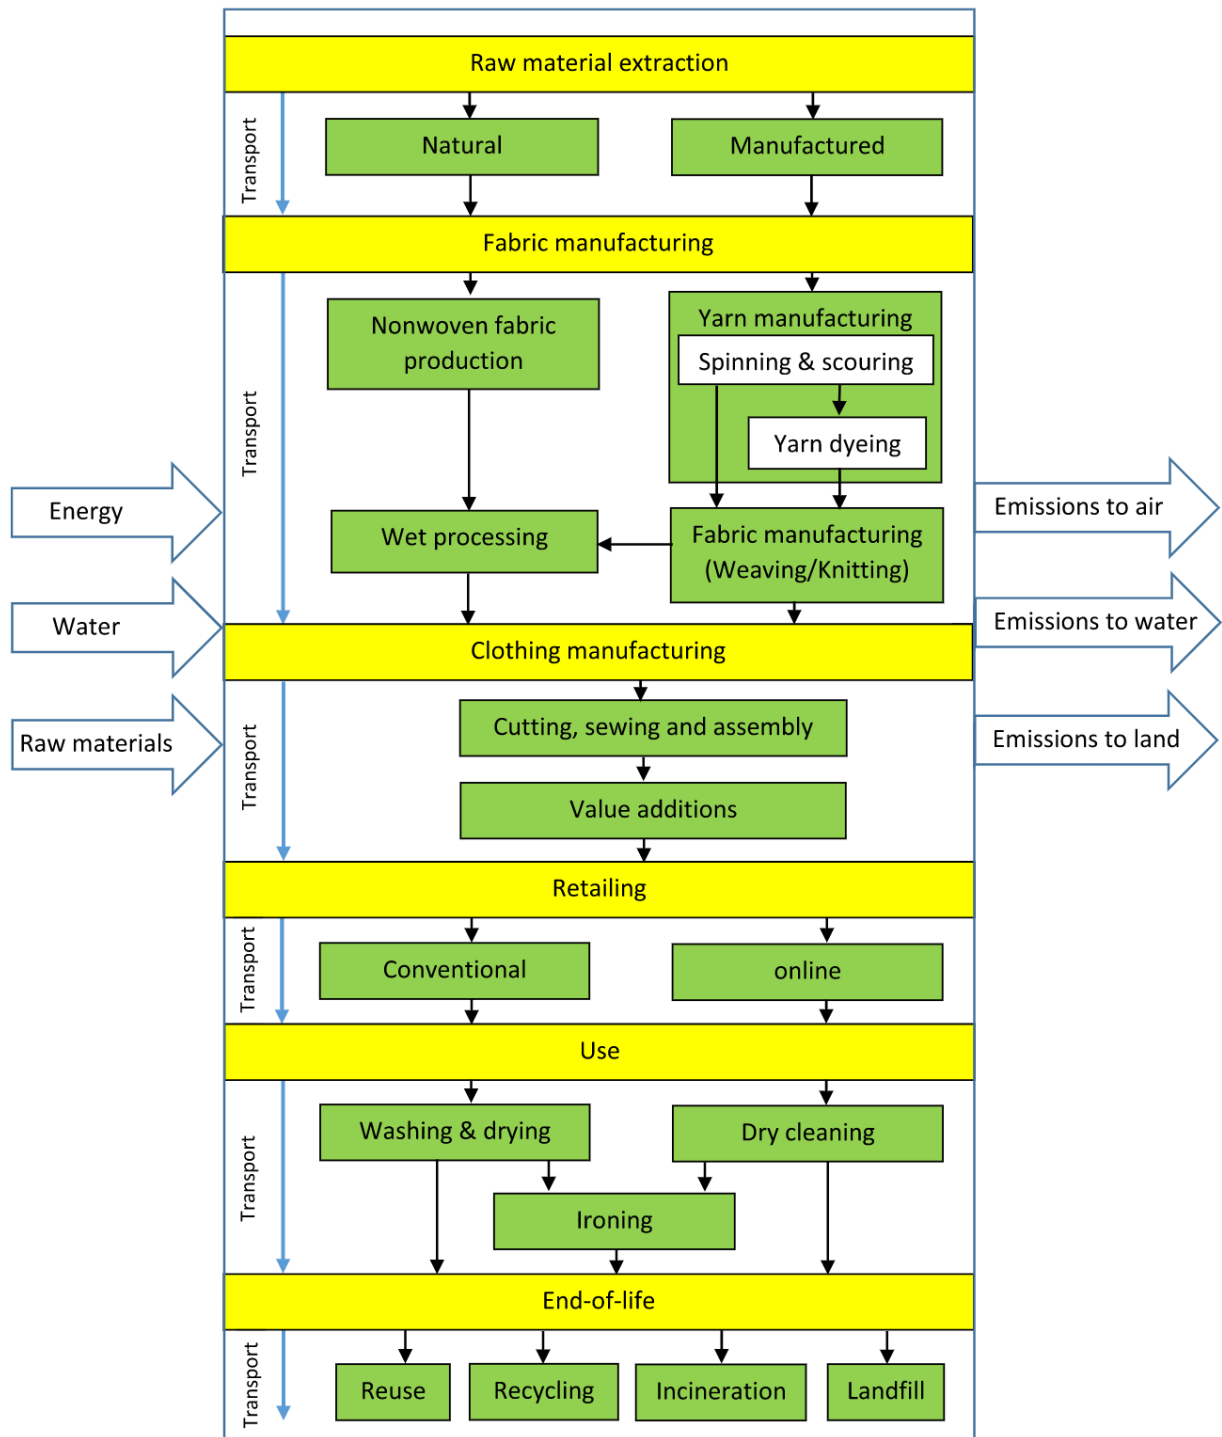 Raw material extraction
Transport
Natural
Manufactured
Fabric manufacturing
Transport
Nonwoven fabric
production
Yarn manufacturing
Spinning & scouring
Yarn dyeing
Wet processing
Fabric manufacturing
(Weaving/Knitting)
Energy
Water
Raw materials
Emissions to air
Emissions to water
Emissions to land
Clothing manufacturing
Transport
Cutting, sewing and assembly
Value additions
Retailing
Transport
Conventional
online
Use
Transport
Washing & drying
Dry cleaning
Ironing
End-of-life
Transport
Reuse
Recycling
Incineration
Landfill